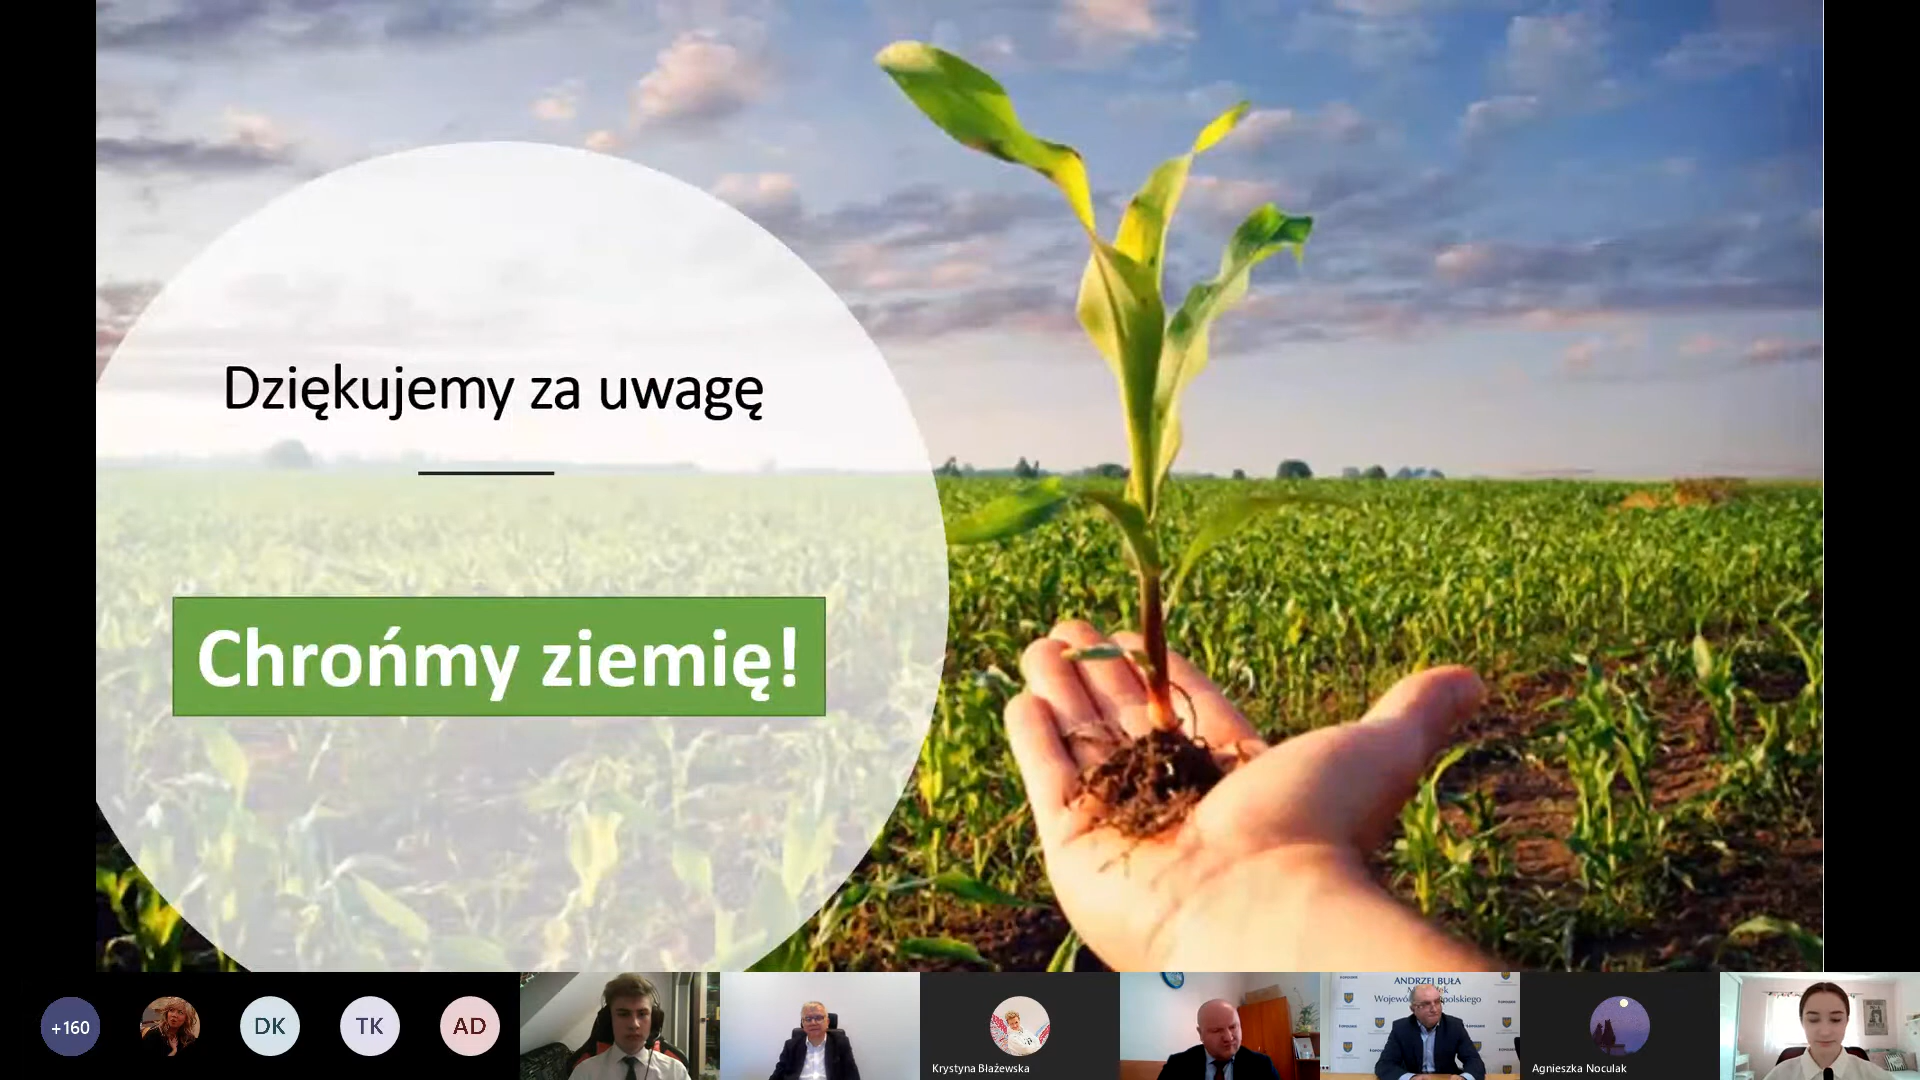 Dziękujemy za uwagę
Chrońmy ziemię!
+160
DK
TK
AD
Krystyna Błażewska
ANDRZEJ BUŁA
Agnieszka Noculak